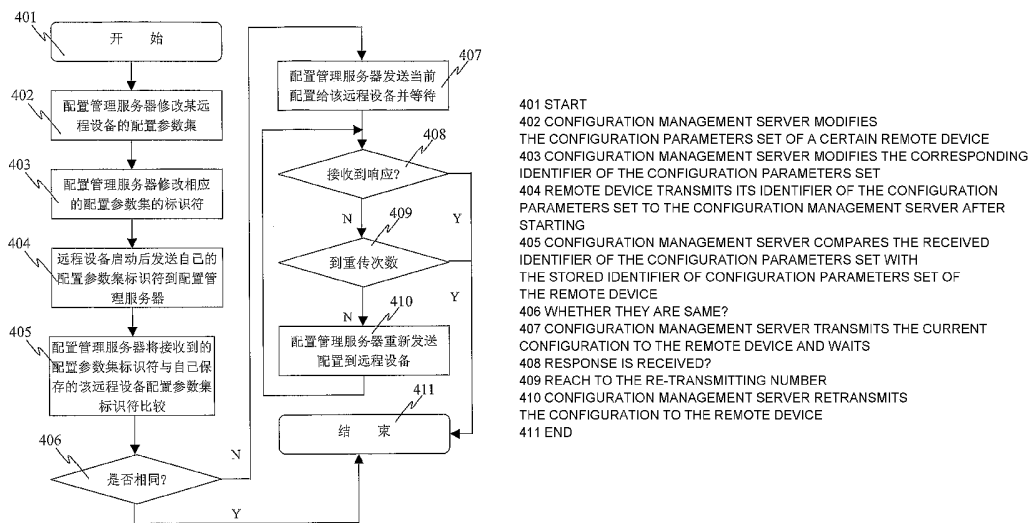 401
开 始
402
配置管理服务器修改某远
程设备的配置参数集
403
配置管理服务器修改相应
的配置参数集的标识符
404
远程设备启动后发送自己的
配置参数集标识符到配置管
理服务器
405
配置管理服务器将接收到的
配置参数集标识符与自己保
存的该远程设备配置参数集
标识符比较
406
是否相同?
N
Y
407
配置管理服务器发送当前
配置给该远程设备并等待
408
接收到响应?
N
Y
409
到重传次数
N
Y
410
配置管理服务器重新发送
配置到远程设备
411
结 束
401 START
402 CONFIGURATION MANAGEMENT SERVER MODIFIES
THE CONFIGURATION PARAMETERS SET OF A CERTAIN REMOTE DEVICE
403 CONFIGURATION MANAGEMENT SERVER MODIFIES THE CORRESPONDING
IDENTIFIER OF THE CONFIGURATION PARAMETERS SET
404 REMOTE DEVICE TRANSMITS ITS IDENTIFIER OF THE CONFIGURATION
PARAMETERS SET TO THE CONFIGURATION MANAGEMENT SERVER AFTER
STARTING
405 CONFIGURATION MANAGEMENT SERVER COMPARES THE RECEIVED
IDENTIFIER OF THE CONFIGURATION PARAMETERS SET WITH
THE STORED IDENTIFIER OF CONFIGURATION PARAMETERS SET OF
THE REMOTE DEVICE
406 WHETHER THEY ARE SAME?
407 CONFIGURATION MANAGEMENT SERVER TRANSMITS THE CURRENT
CONFIGURATION TO THE REMOTE DEVICE AND WAITS
408 RESPONSE IS RECEIVED?
409 REACH TO THE RE-TRANSMITTING NUMBER
410 CONFIGURATION MANAGEMENT SERVER RETRANSMITS
THE CONFIGURATION TO THE REMOTE DEVICE
411 END